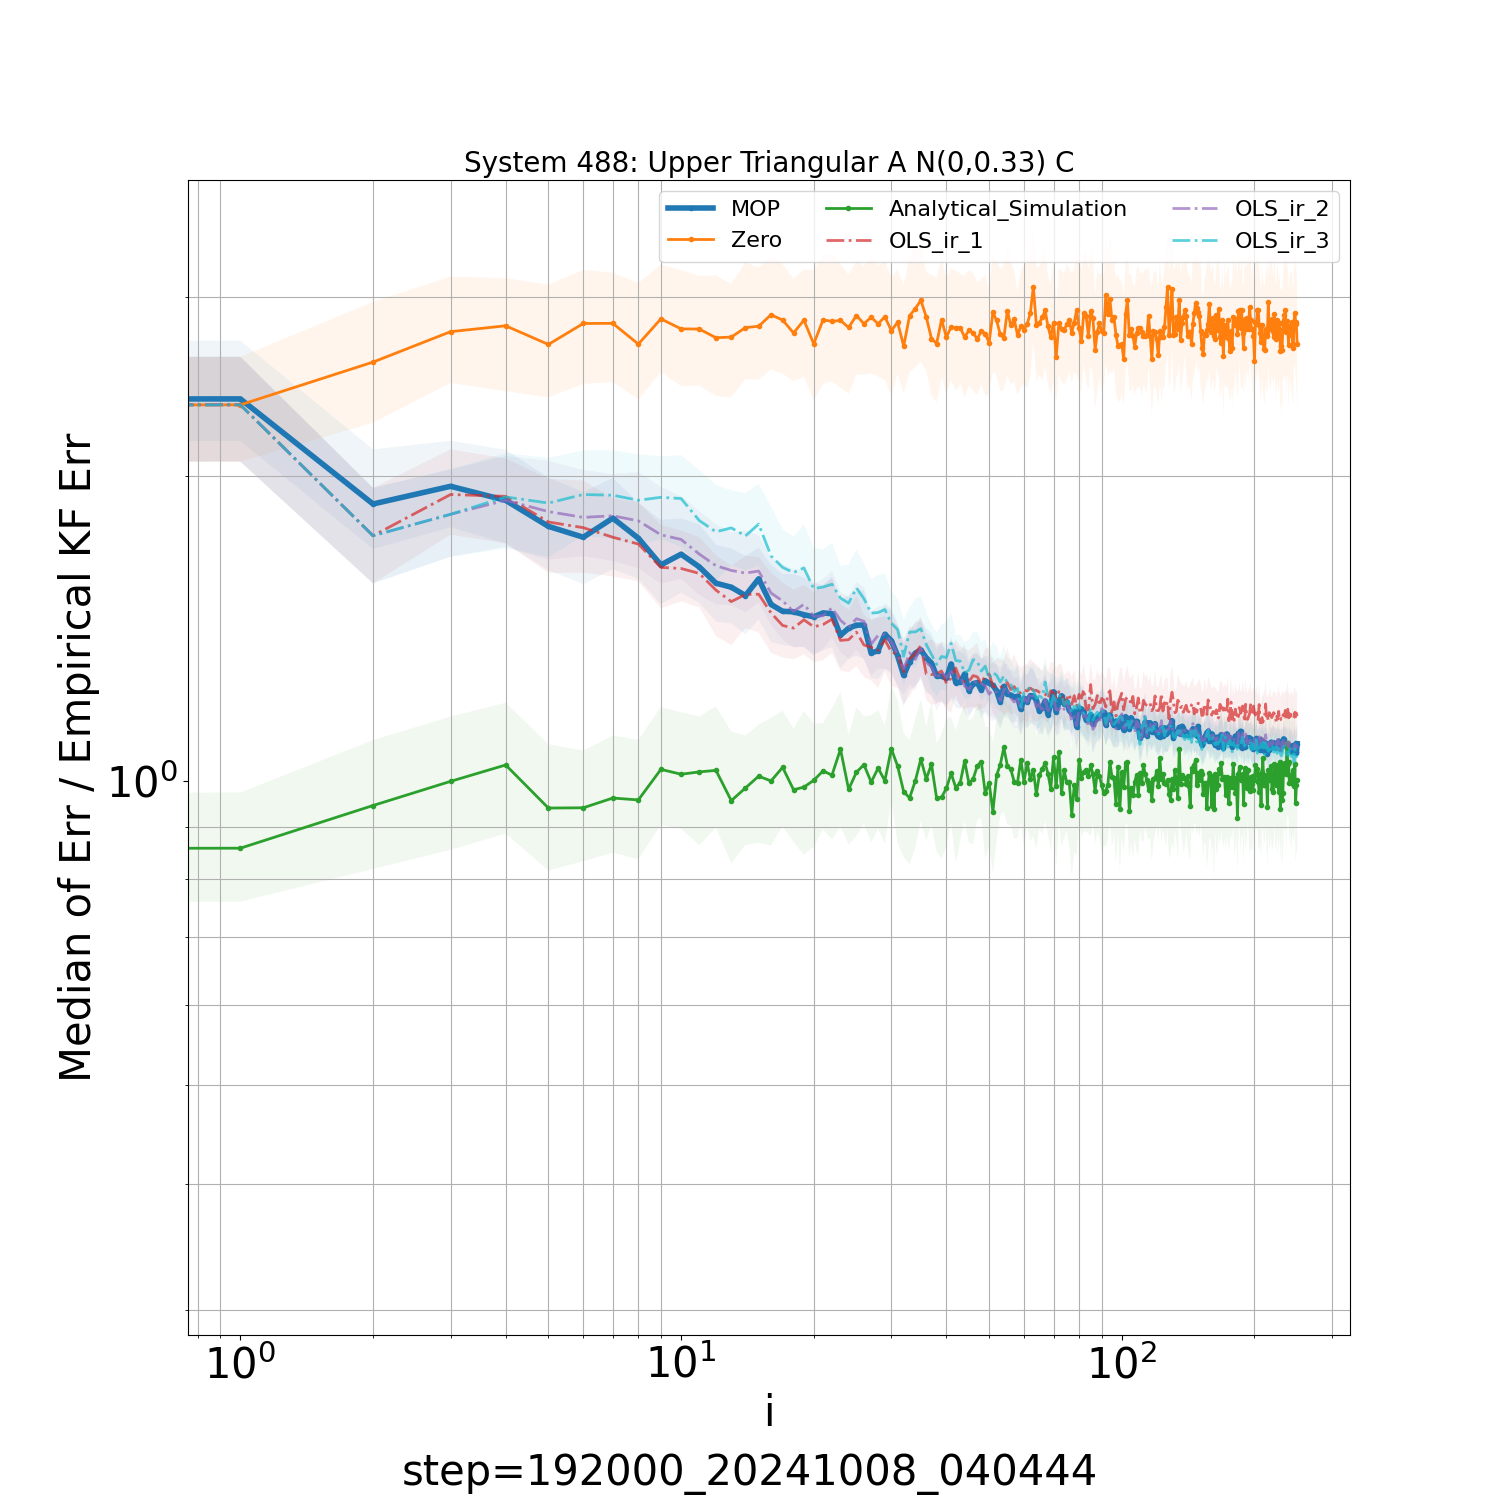 System 488: Upper Triangular A N(0,0.33) C
MOP
Zero
Analytical_Simulation
OLS_ir_1
OLS_ir_2
OLS_ir_3
Median of Err / Empirical KF Err
10⁰
10⁰ 10¹ 10²
i
step=192000_20241008_040444